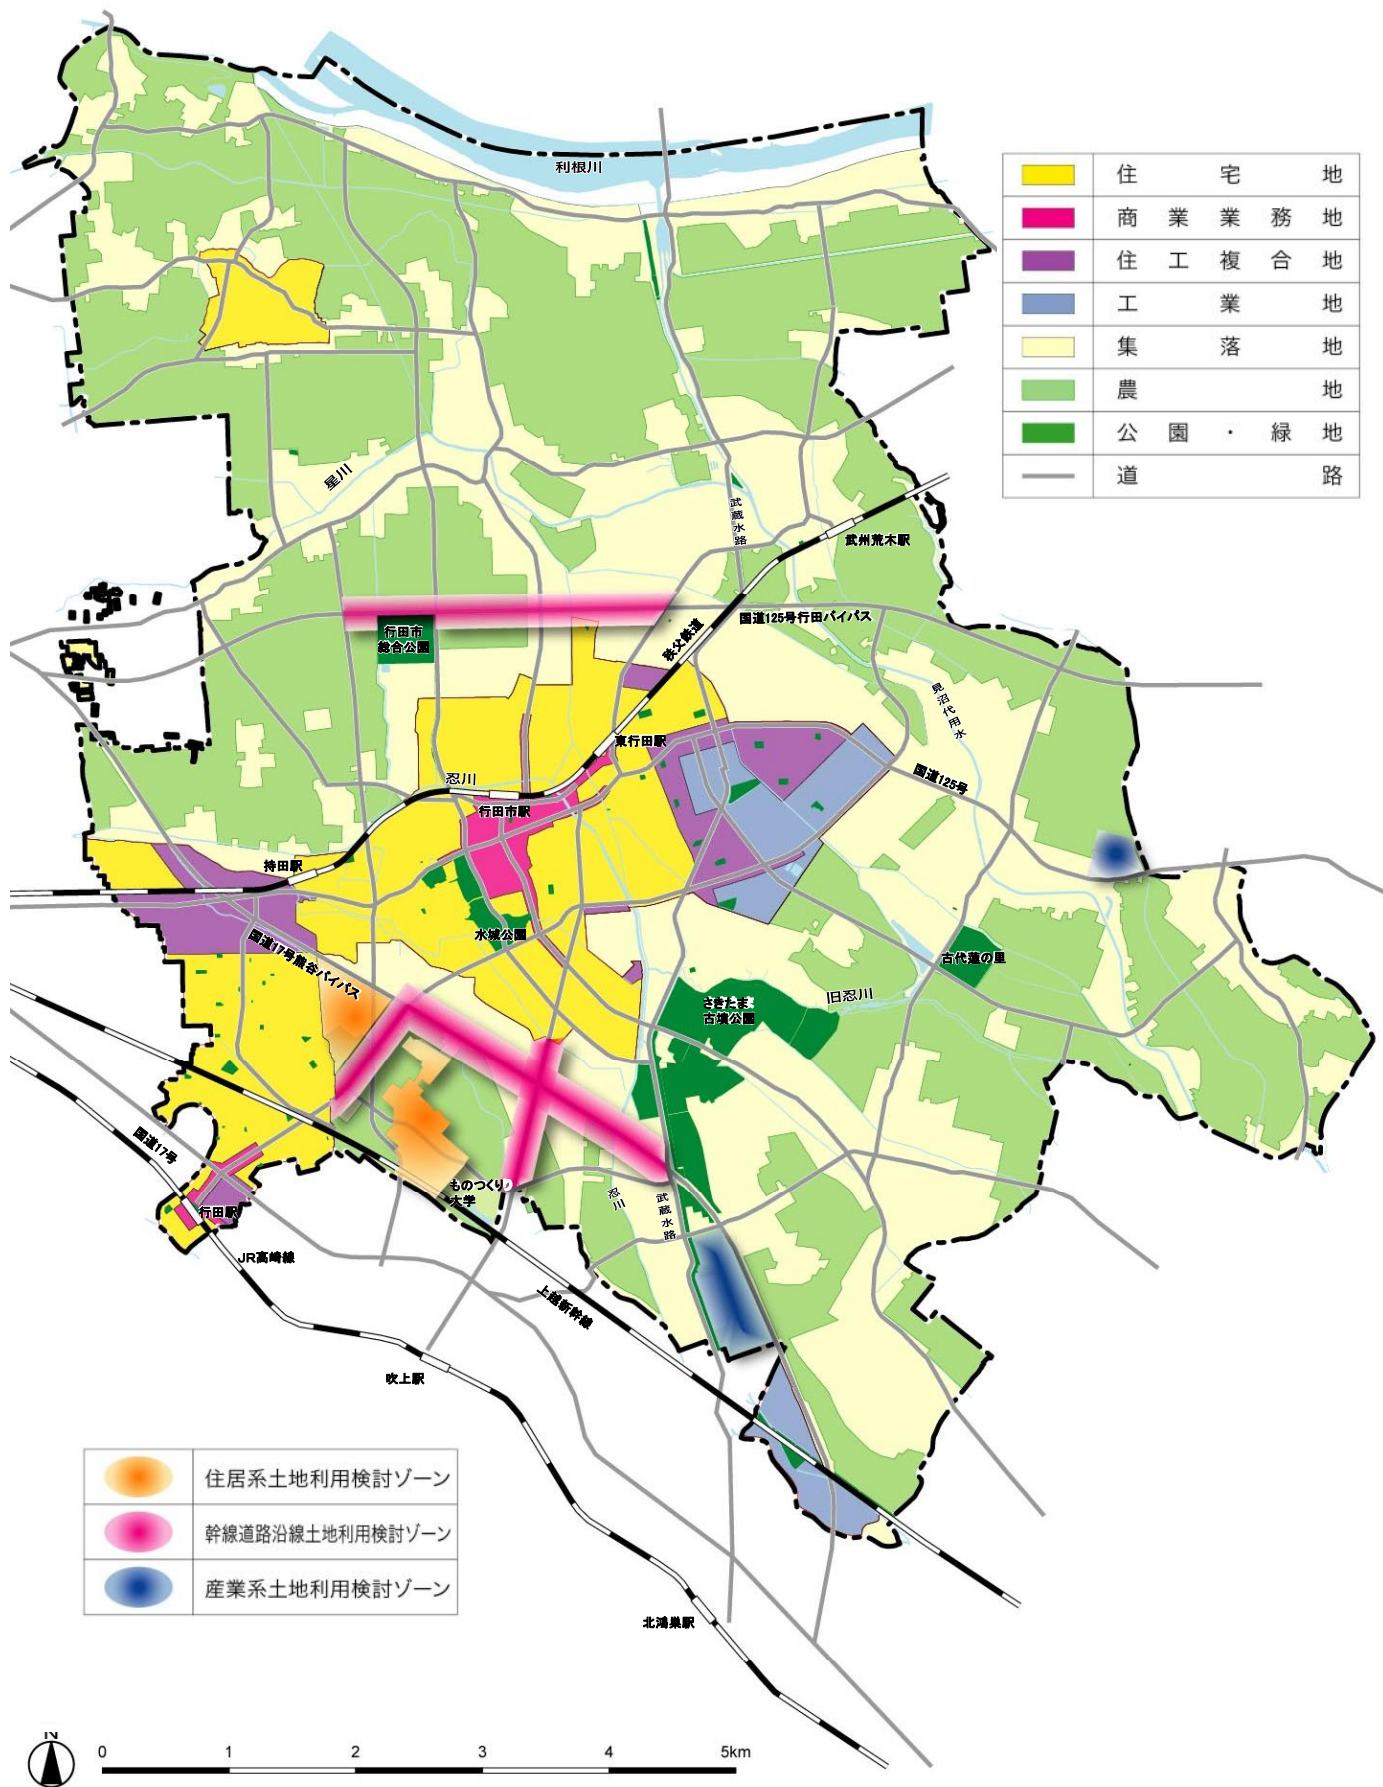 利根川
住宅地
商業業務地
住工複合地
工業地
集落地
農地
公園・緑地
道路
星川
武蔵水路
武州荒木駅
国道125号行田バイパス
行田市
総合公園
秩父鉄道
見沼代用水
東行田駅
忍川
行田市駅
国道125号
持田駅
水城公園
国道17号熊谷バイパス
古代蓮の里
さきたま
古墳公園
旧忍川
国道17号
ものつくり
大学
忍川
武蔵水路
行田駅
JR高崎線
上越新幹線
吹上駅
住居系土地利用検討ゾーン
幹線道路沿線土地利用検討ゾーン
産業系土地利用検討ゾーン
北鴻巣駅
N
0 1 2 3 4 5km